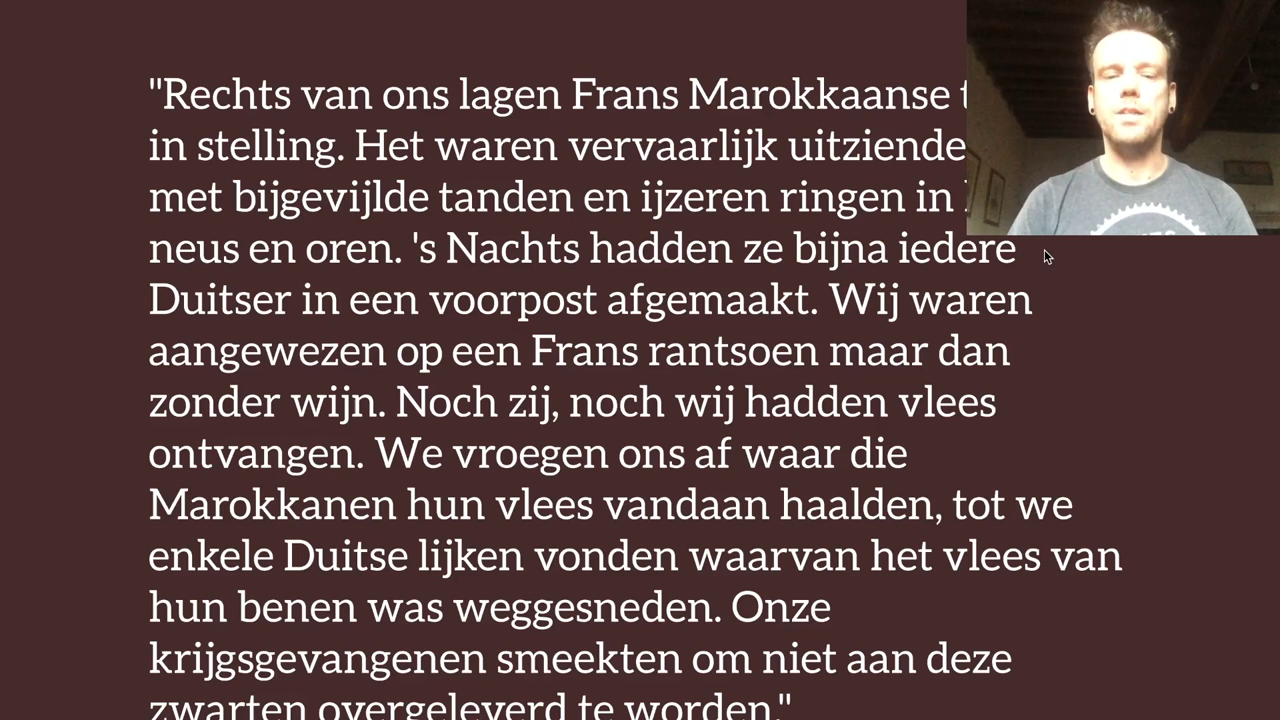 "Rechts van ons lagen Frans Marokkaanse
in stelling. Het waren vervaarlijk uitziende
met bijgevijlde tanden en ijzeren ringen in
neus en oren. 's Nachts hadden ze bijna iedere
Duitser in een voorpost afgemaakt. Wij waren
aangewezen op een Frans rantsoen maar dan
zonder wijn. Noch zij, noch wij hadden vlees
ontvangen. We vroegen ons af waar die
Marokkanen hun vlees vandaan haalden, tot we
enkele Duitse lijken vonden waarvan het vlees van
hun benen was weggesneden. Onze
krijgsgevangenen smeekten om niet aan deze
zwarten overgeleverd te worden."